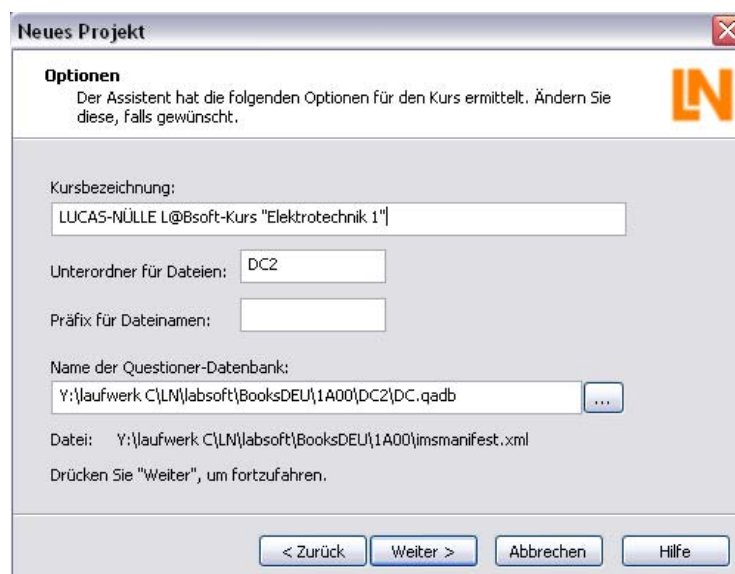 Neues Projekt
Optionen
Der Assistent hat die folgenden Optionen für den Kurs ermittelt. Ändern Sie
diese, falls gewünscht.
LN
Kursbezeichnung:
LUCAS-NÜLLE L@Bsoft-Kurs "Elektrotechnik 1"
Unterordner für Dateien: DC2
Präfix für Dateinamen:
Name der Questioner-Datenbank:
Y:\laufwerk C\LN\labsoft\BooksDEU\1A00\DC2\DC.qadb ...
Datei: Y:\laufwerk C\LN\labsoft\BooksDEU\1A00\imsmanifest.xml
Drücken Sie "Weiter", um fortzufahren.
< Zurück Weiter > Abbrechen Hilfe